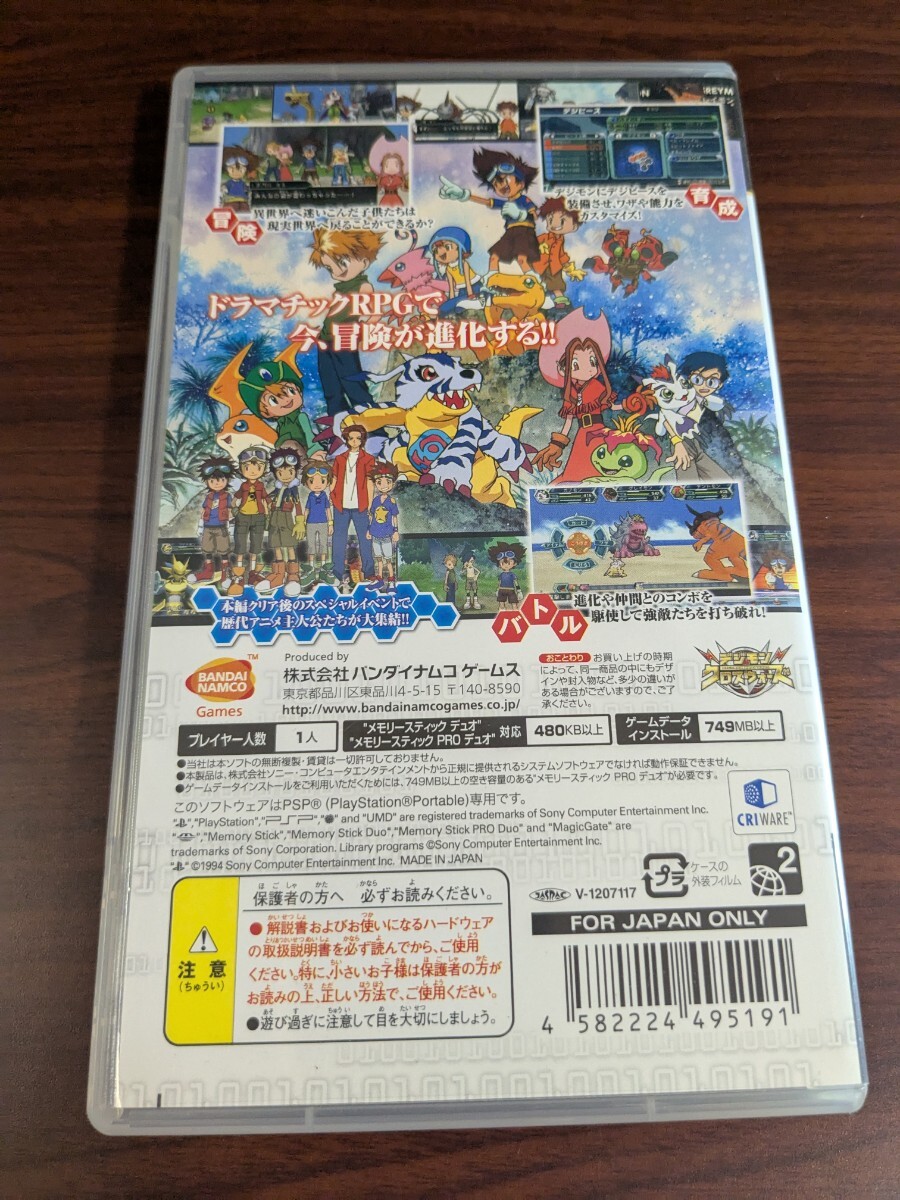 REYM
デジピース
冒険
異世界へ迷いこんだ子供たちは
現実世界へ戻ることができるか?
デジモンにデジピースを
装備させ、ワザや能力を
カスタマイズ!
育成
ドラマチックRPGで
今、冒険が進化する!!
本編クリア後のスペシャルイベントで
歴代アニメ主人公たちが大集結!!
バトル
進化や仲間とのコンボを
駆使して強敵たちを打ち破れ!
BANDAI
NAMCO
Games
TM
Produced by
株式会社 バンダイナムコ ゲームス
東京都品川区東品川4-5-15 〒140-8590
http://www.bandainamcogames.co.jp/
おことわり お買い上げの時期
によって、同一商品の中にもデ
ザインや封入物など、多少の違いが
ある場合がございますので、ご了
承ください。
デジモン
クロスウォーズ
プレイヤー人数 1人
"メモリースティック デュオ"
"メモリースティック PRO デュオ" 対応 480KB以上
ゲームデータ
インストール 749MB以上
●当社は本ソフトの無断複製・賃貸は一切許可しておりません。
●本製品は、株式会社ソニー・コンピュータエンタテインメントから正規に提供されるシステムソフトウェアでなければ動作保証できません。
●ゲームデータインストールをご利用いただくためには、749MB以上の空き容量のある"メモリースティック PRO デュオ"が必要です。
このソフトウェアはPSP® (PlayStation®Portable)専用です。
"PlayStation", "PSP", and "UMD" are registered trademarks of Sony Computer Entertainment Inc.
"Memory Stick", "Memory Stick Duo", "Memory Stick PRO Duo" and "MagicGate" are
trademarks of Sony Corporation. Library programs ©Sony Computer Entertainment Inc.
©1994 Sony Computer Entertainment Inc. MADE IN JAPAN
CRIWARE™
保護者の方へ 必ずお読みください。
●解説書およびお使いになるハードウェア
の取扱説明書を必ず読んでから、ご使用
ください。特に、小さいお子様は保護者の方が
お読みの上、正しい方法で、ご使用ください。
●遊び過ぎに注意して目を大切にしましょう。
注意
(ちゅうい)
プラ
ケースの
外装フィルム
2
JASRAC
V-1207117
FOR JAPAN ONLY
4 582224 495191